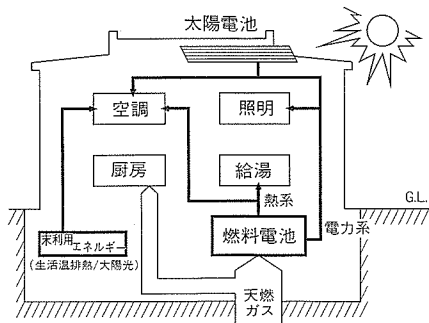 太陽電池
空調
照明
厨房
給湯
熱系
G.L.
燃料電池
電力系
未利用エネルギー
(生活温排熱/太陽光)
天燃
ガス